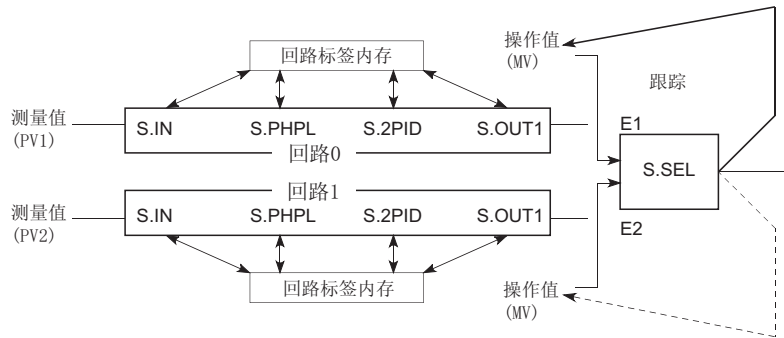 回路标签内存
操作值
(MV)
跟踪
测量值
(PV1)
S.IN S.PHPL S.2PID S.OUT1
回路0
E1
S.SEL
E2
回路1
测量值
(PV2)
S.IN S.PHPL S.2PID S.OUT1
回路标签内存
操作值
(MV)